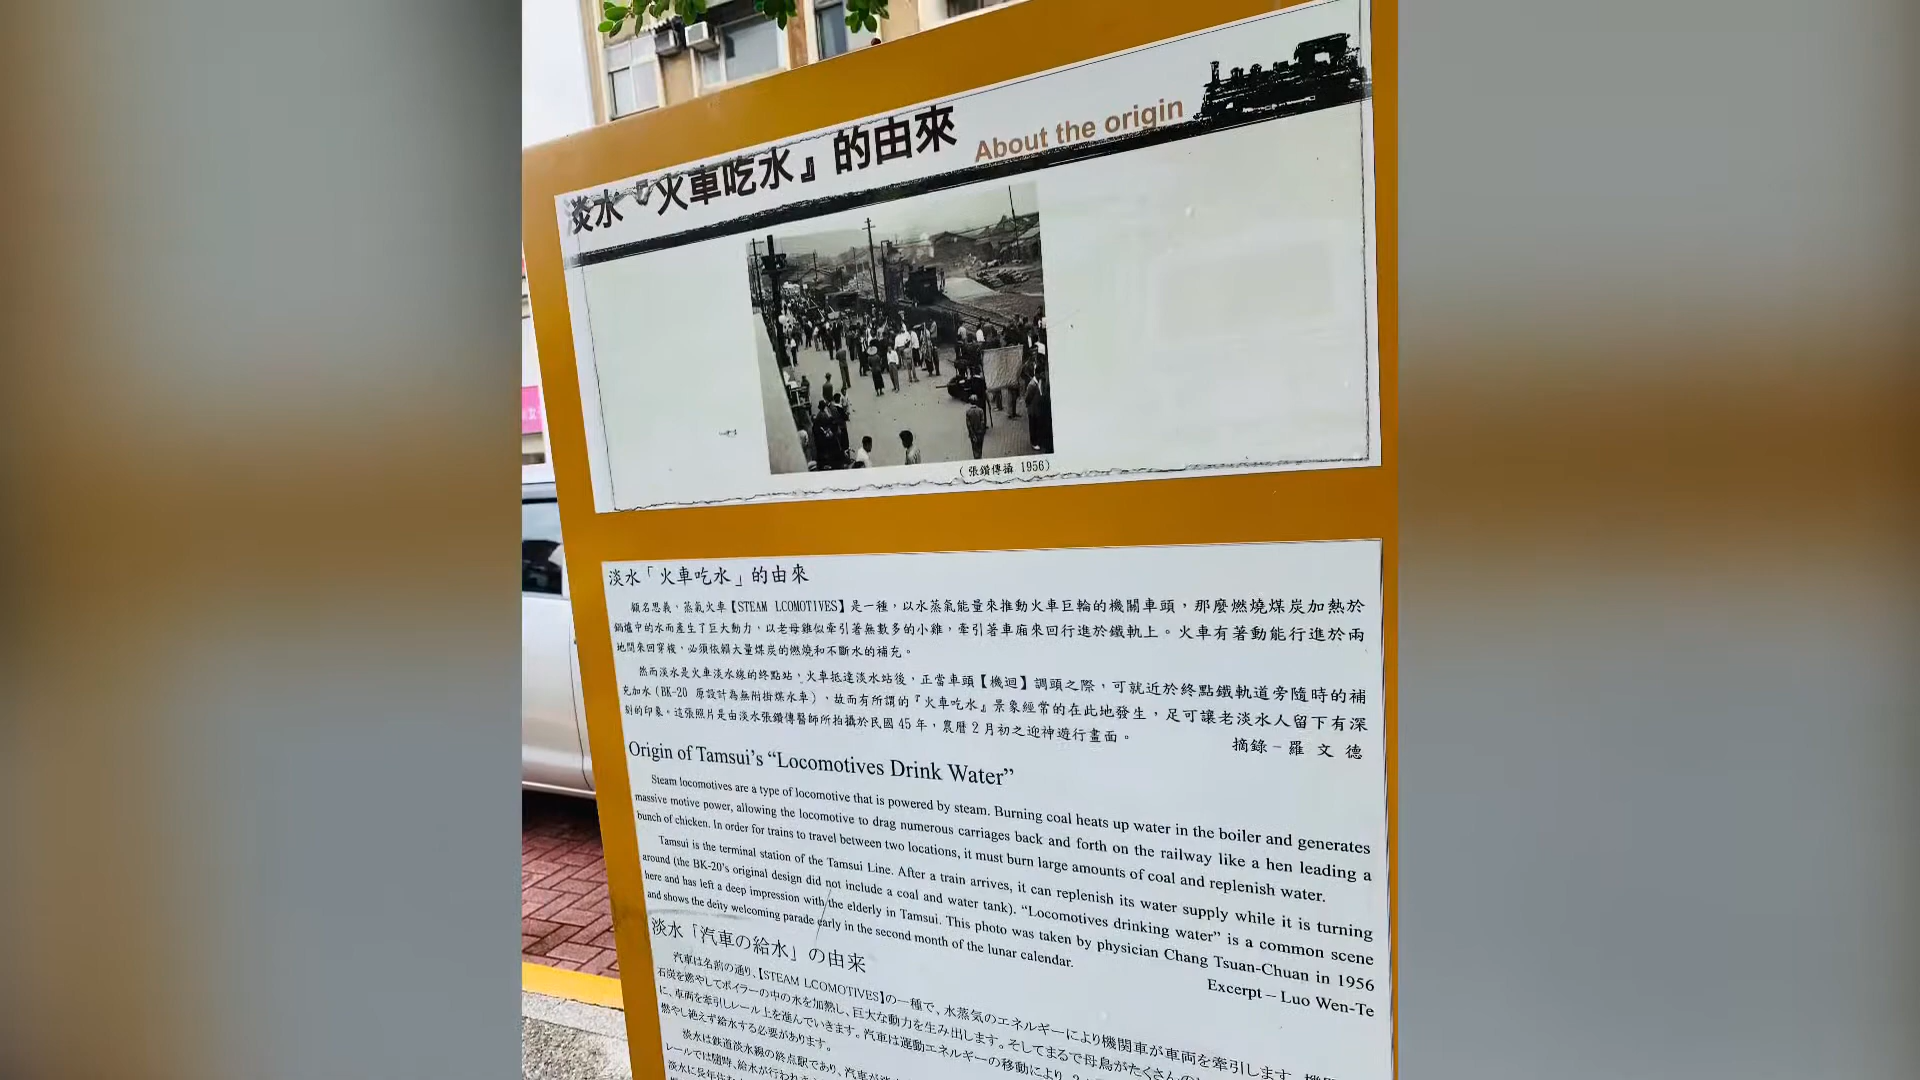 淡水『火車吃水』的由來
About the origin
(張鑽傳攝 1956)
淡水「火車吃水」的由來
顧名思義，蒸氣火車【STEAM LCOMOTIVES】是一種，以水蒸氣能量來推動火車巨輪的機關車頭，那麼燃燒煤炭加熱於
鍋爐中的水而產生了巨大動力，以老母雞似牽引著無數多的小雞，牽引著車廂來回行進於鐵軌上。火車有著動能行進於兩
地間來回穿梭，必須依賴大量煤炭的燃燒和不斷水的補充。
然而淡水是火車淡水線的終點站，火車抵達淡水站後，正當車頭【機迴】調頭之際，可就近於終點鐵軌道旁隨時的補
充加水(BK-20 原設計為無附掛煤水車)，故而有所謂的『火車吃水』景象經常的在此地發生，足可讓老淡水人留下有深
刻的印象。這張照片是由淡水張鑽傳醫師所拍攝於民國 45 年，農曆 2 月初之迎神遊行畫面。
摘錄－羅 文 德
Origin of Tamsui's “Locomotives Drink Water”
Steam locomotives are a type of locomotive that is powered by steam. Burning coal heats up water in the boiler and generates
massive motive power, allowing the locomotive to drag numerous carriages back and forth on the railway like a hen leading a
bunch of chicken. In order for trains to travel between two locations, it must burn large amounts of coal and replenish water.
Tamsui is the terminal station of the Tamsui Line. After a train arrives, it can replenish its water supply while it is turning
around (the BK-20's original design did not include a coal and water tank). “Locomotives drinking water” is a common scene
here and has left a deep impression with the elderly in Tamsui. This photo was taken by physician Chang Tsuan-Chuan in 1956
and shows the deity welcoming parade early in the second month of the lunar calendar.
Excerpt – Luo Wen-Te
淡水「汽車の給水」の由来
汽車は名前の通り、【STEAM LCOMOTIVES】の一種で、水蒸気のエネルギーにより機関車が車両を牽引します。
石炭を燃やしてボイラーの中の水を加熱し、巨大な動力を生み出します。そしてまるで母鳥がたくさんの
に、車両を牽引しレール上を進んでいきます。汽車は運動エネルギーの移動により、
燃やし絶えず給水する必要があります。
淡水は鉄道淡水線の終点駅であり、汽車が
レールでは随時、給水が行われ
淡水に長年住む